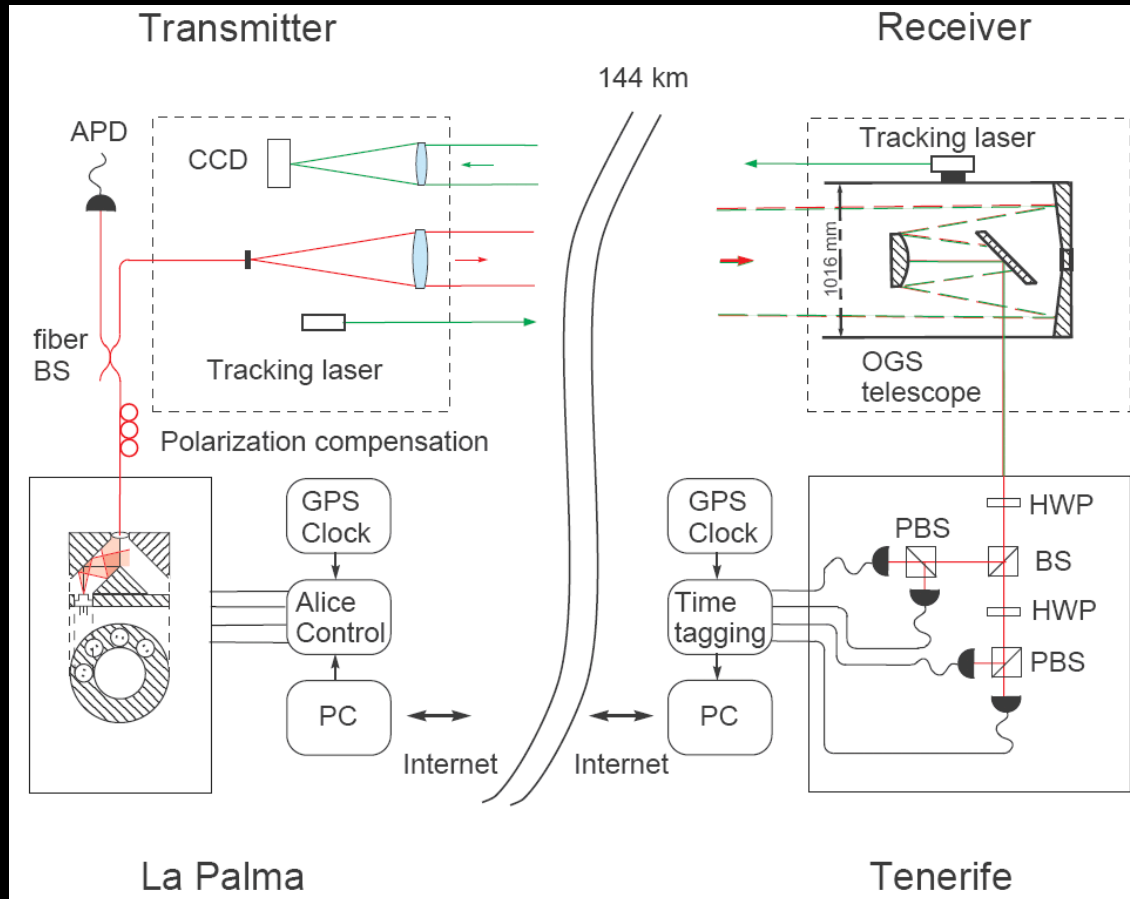 Transmitter
Receiver
144 km
APD
CCD
Tracking laser
1016 mm
fiber
BS
Tracking laser
OGS
telescope
Polarization compensation
GPS
Clock
GPS
Clock
HWP
PBS
BS
Alice
Control
Time
tagging
HWP
PBS
PC
PC
Internet
Internet
La Palma
Tenerife